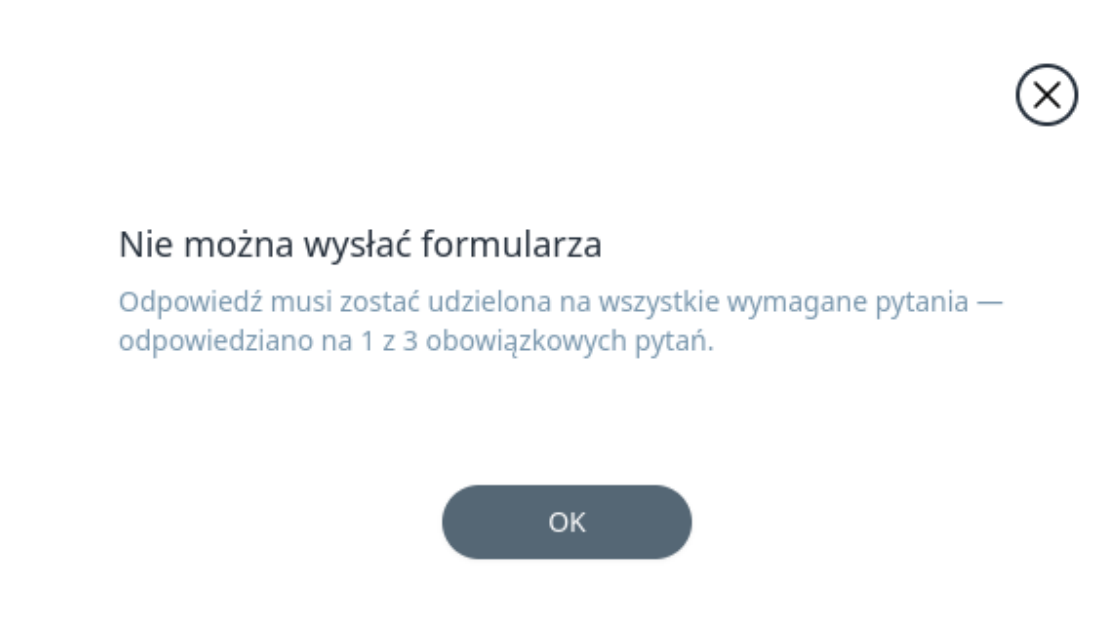 Nie można wysłać formularza
Odpowiedź musi zostać udzielona na wszystkie wymagane pytania —
odpowiedziano na 1 z 3 obowiązkowych pytań.
OK